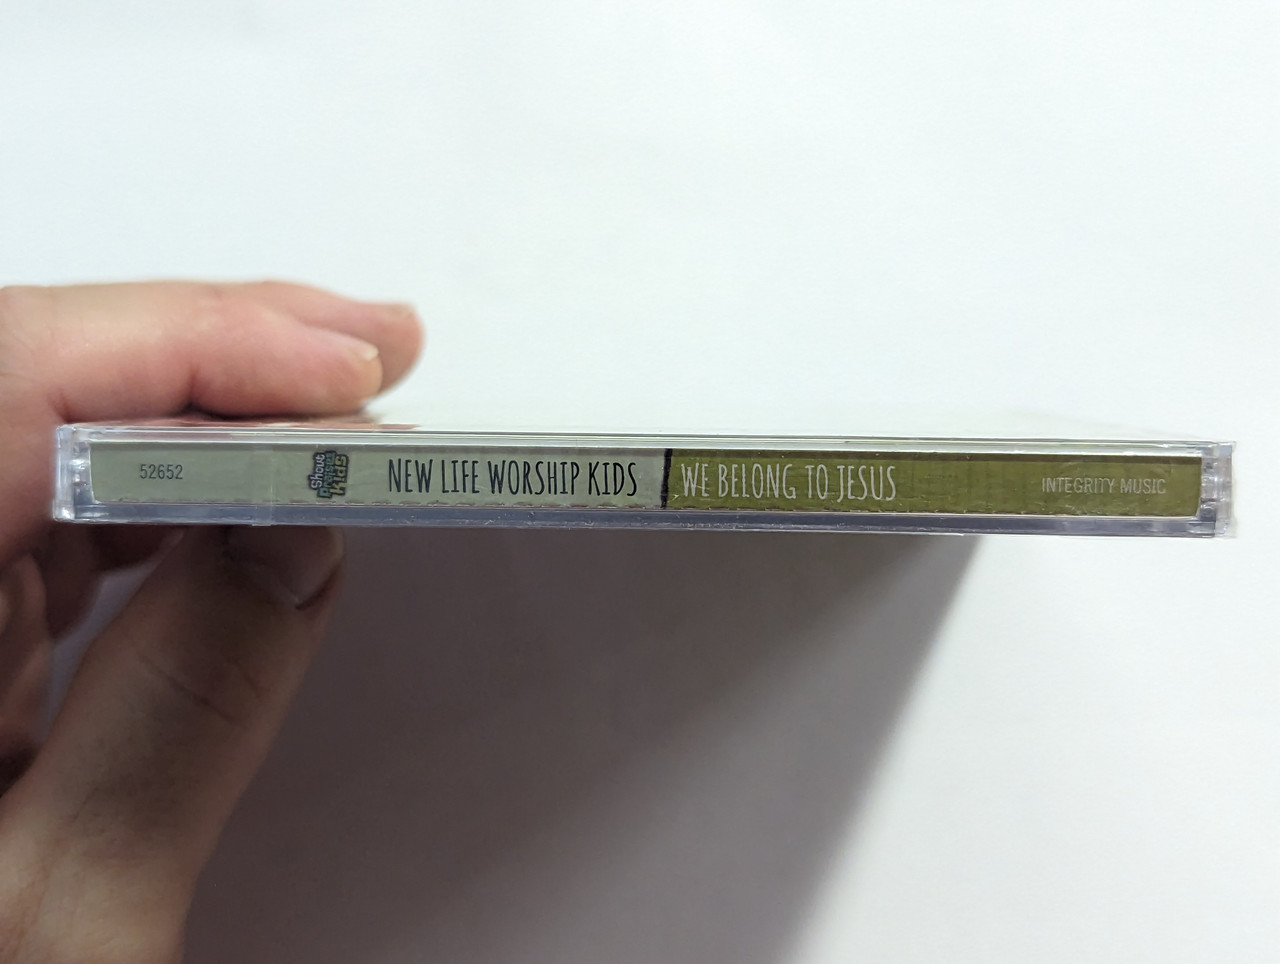 52652
Shout
praises
kids
NEW LIFE WORSHIP KIDS
WE BELONG TO JESUS
INTEGRITY MUSIC